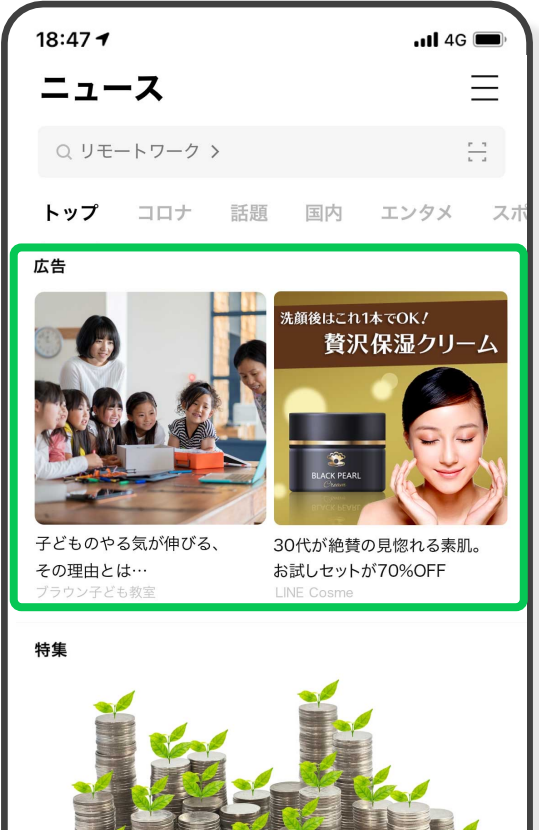 18:47
4G
ニュース
リモートワーク
トップ コロナ 話題 国内 エンタメ スポ
広告
洗顔後はこれ1本でOK!
贅沢保湿クリーム
BLACK PEARL
子どものやる気が伸びる、
その理由とは…
ブラウン子ども教室
30代が絶賛の見惚れる素肌。
お試しセットが70%OFF
LINE Cosme
特集